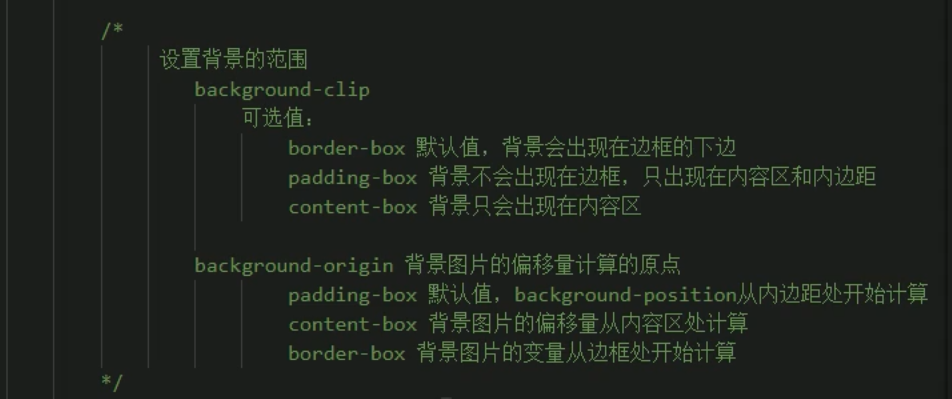 /*
设置背景的范围
background-clip
可选值：
border-box 默认值，背景会出现在边框的下边
padding-box 背景不会出现在边框，只出现在内容区和内边距
content-box 背景只会出现在内容区
background-origin 背景图片的偏移量计算的原点
padding-box 默认值，background-position从内边距处开始计算
content-box 背景图片的偏移量从内容区处计算
border-box 背景图片的变量从边框处开始计算
*/